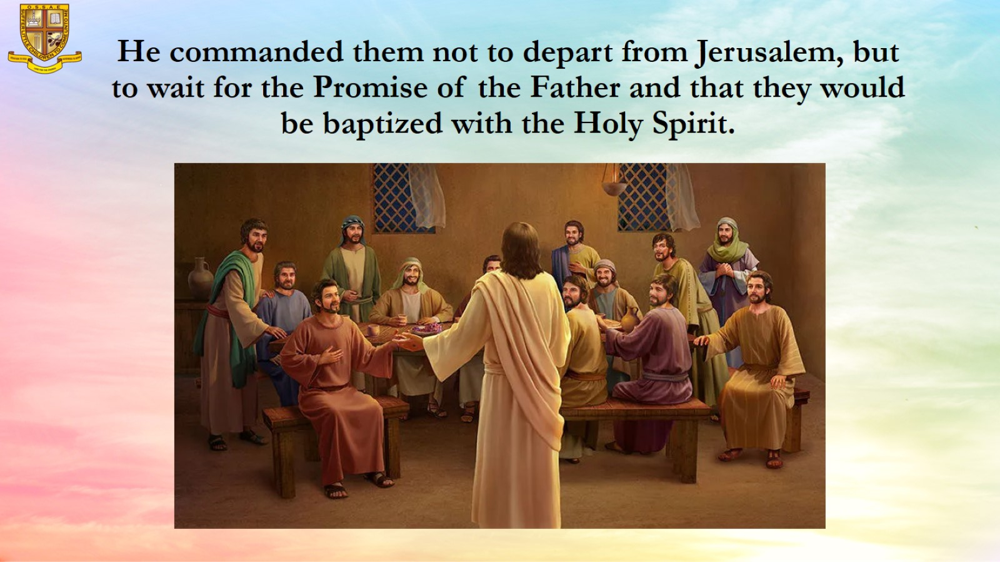 O.S.S.A.E
SUFFER LITTLE CHILDREN TO COME UNTO ME
He commanded them not to depart from Jerusalem, but
to wait for the Promise of the Father and that they would
be baptized with the Holy Spirit.